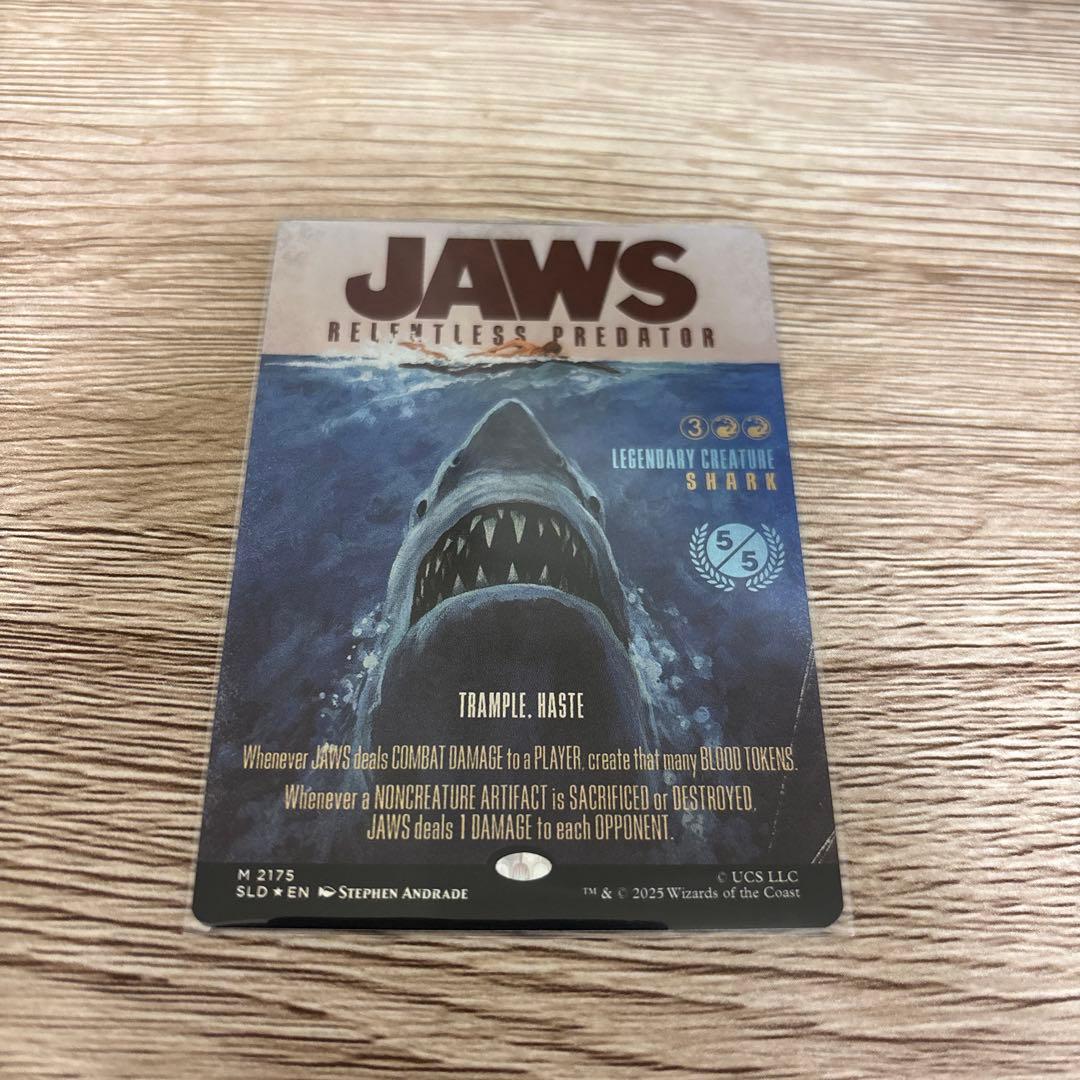 JAWS
RELENTLESS PREDATOR
3
LEGENDARY CREATURE
SHARK
5/5
TRAMPLE, HASTE
Whenever JAWS deals COMBAT DAMAGE to a PLAYER, create that many BLOOD TOKENS.
Whenever a NONCREATURE ARTIFACT is SACRIFICED or DESTROYED,
JAWS deals 1 DAMAGE to each OPPONENT.
M 2175
SLD ★ EN STEPHEN ANDRADE
© UCS LLC
™ & © 2025 Wizards of the Coast